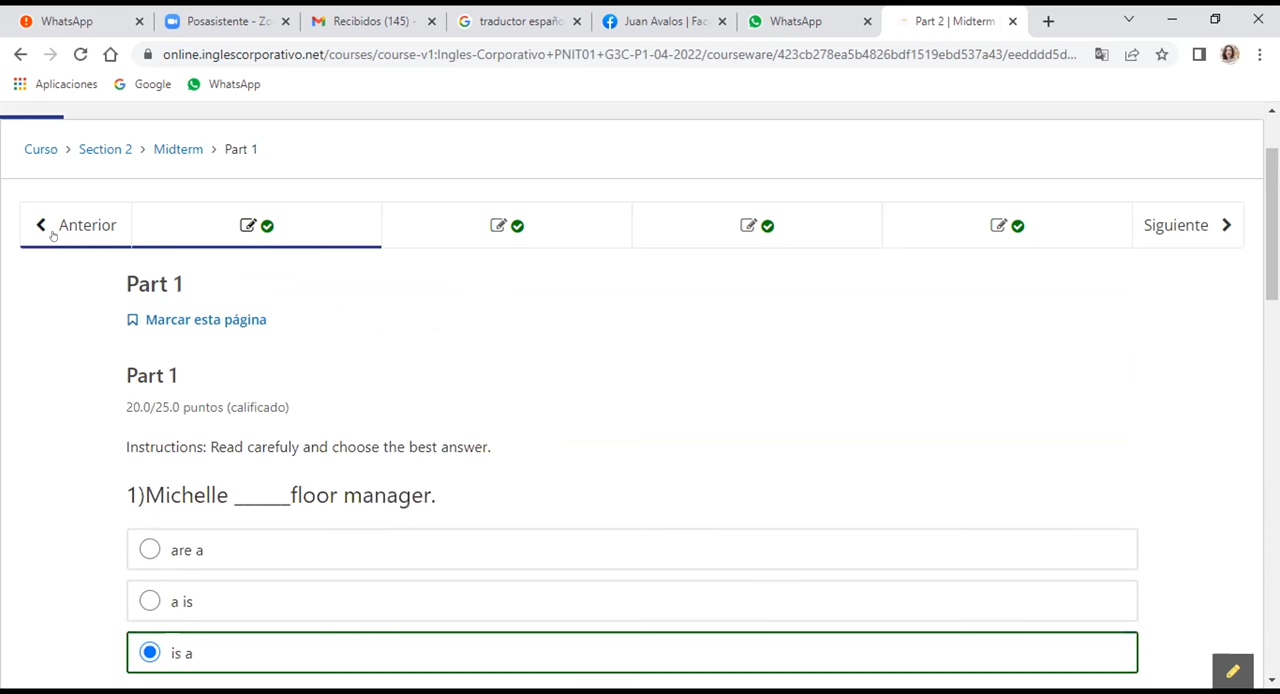 WhatsApp
Posasistente - Zo
Recibidos (145) -
traductor españo
Juan Avalos | Fac
WhatsApp
Part 2 | Midterm
online.inglescorporativo.net/courses/course-v1:Ingles-Corporativo+PNIT01+G3C-P1-04-2022/courseware/423cb278ea5b4826bdf1519ebd537a43/eedddd5d...
Aplicaciones
Google
WhatsApp
Curso > Section 2 > Midterm > Part 1
Anterior
Siguiente
Part 1
Marcar esta página
Part 1
20.0/25.0 puntos (calificado)
Instructions: Read carefuly and choose the best answer.
1)Michelle ______floor manager.
are a
a is
is a